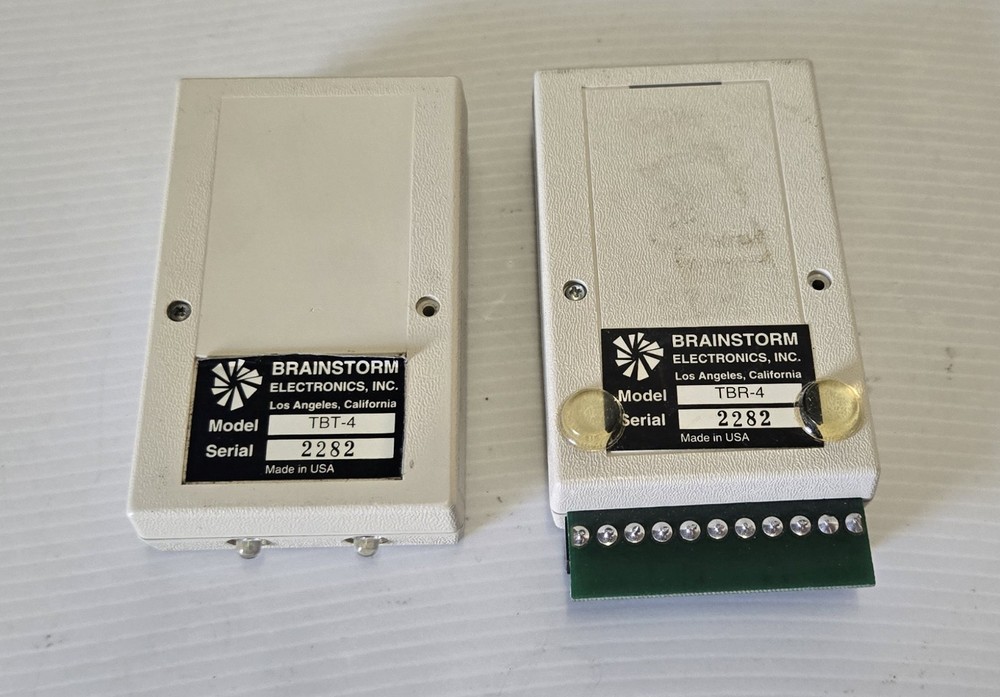 BRAINSTORM
ELECTRONICS, INC.
Los Angeles, California
Model TBT-4
Serial 2282
Made in USA
BRAINSTORM
ELECTRONICS, INC.
Los Angeles, California
Model TBR-4
Serial 2282
Made in USA